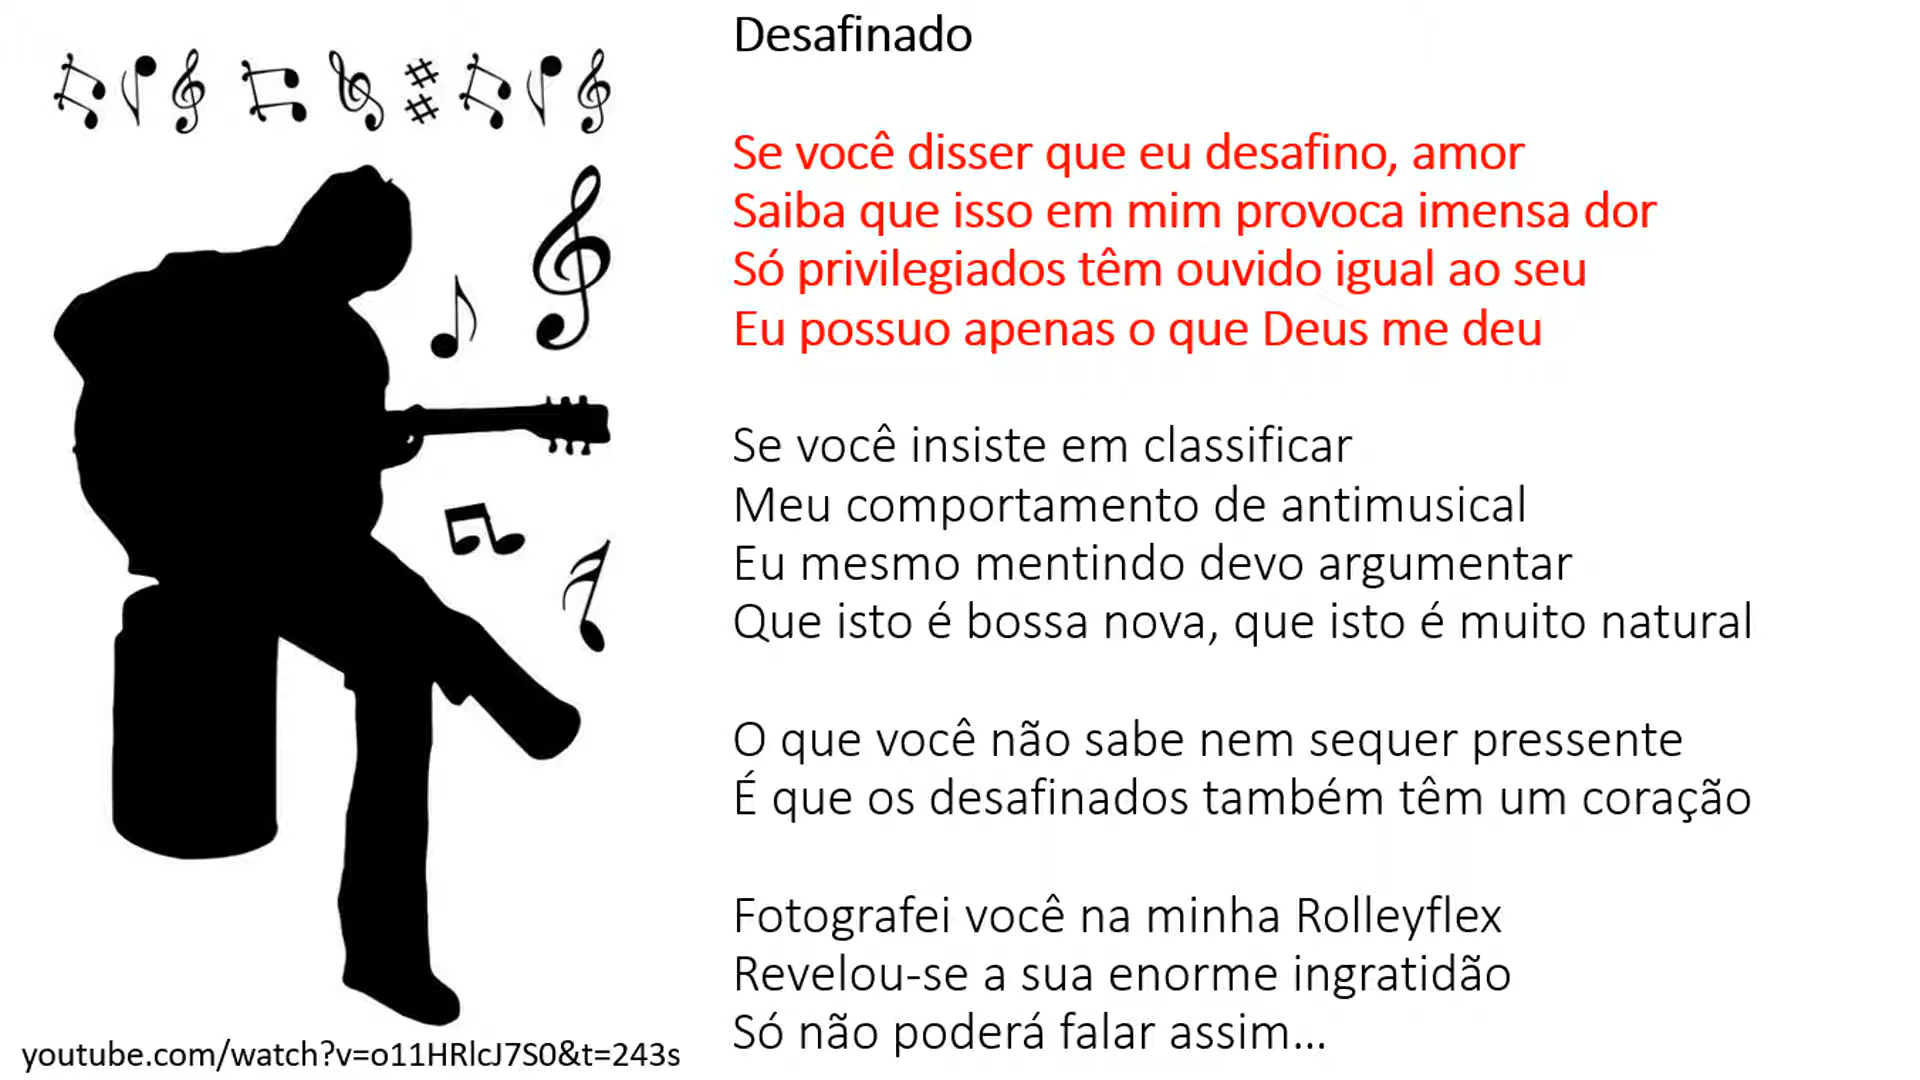 Desafinado
Se você disser que eu desafino, amor
Saiba que isso em mim provoca imensa dor
Só privilegiados têm ouvido igual ao seu
Eu possuo apenas o que Deus me deu
Se você insiste em classificar
Meu comportamento de antimusical
Eu mesmo mentindo devo argumentar
Que isto é bossa nova, que isto é muito natural
O que você não sabe nem sequer pressente
É que os desafinados também têm um coração
Fotografei você na minha Rolleyflex
Revelou-se a sua enorme ingratidão
Só não poderá falar assim...
youtube.com/watch?v=o11HRlcJ7S0&t=243s